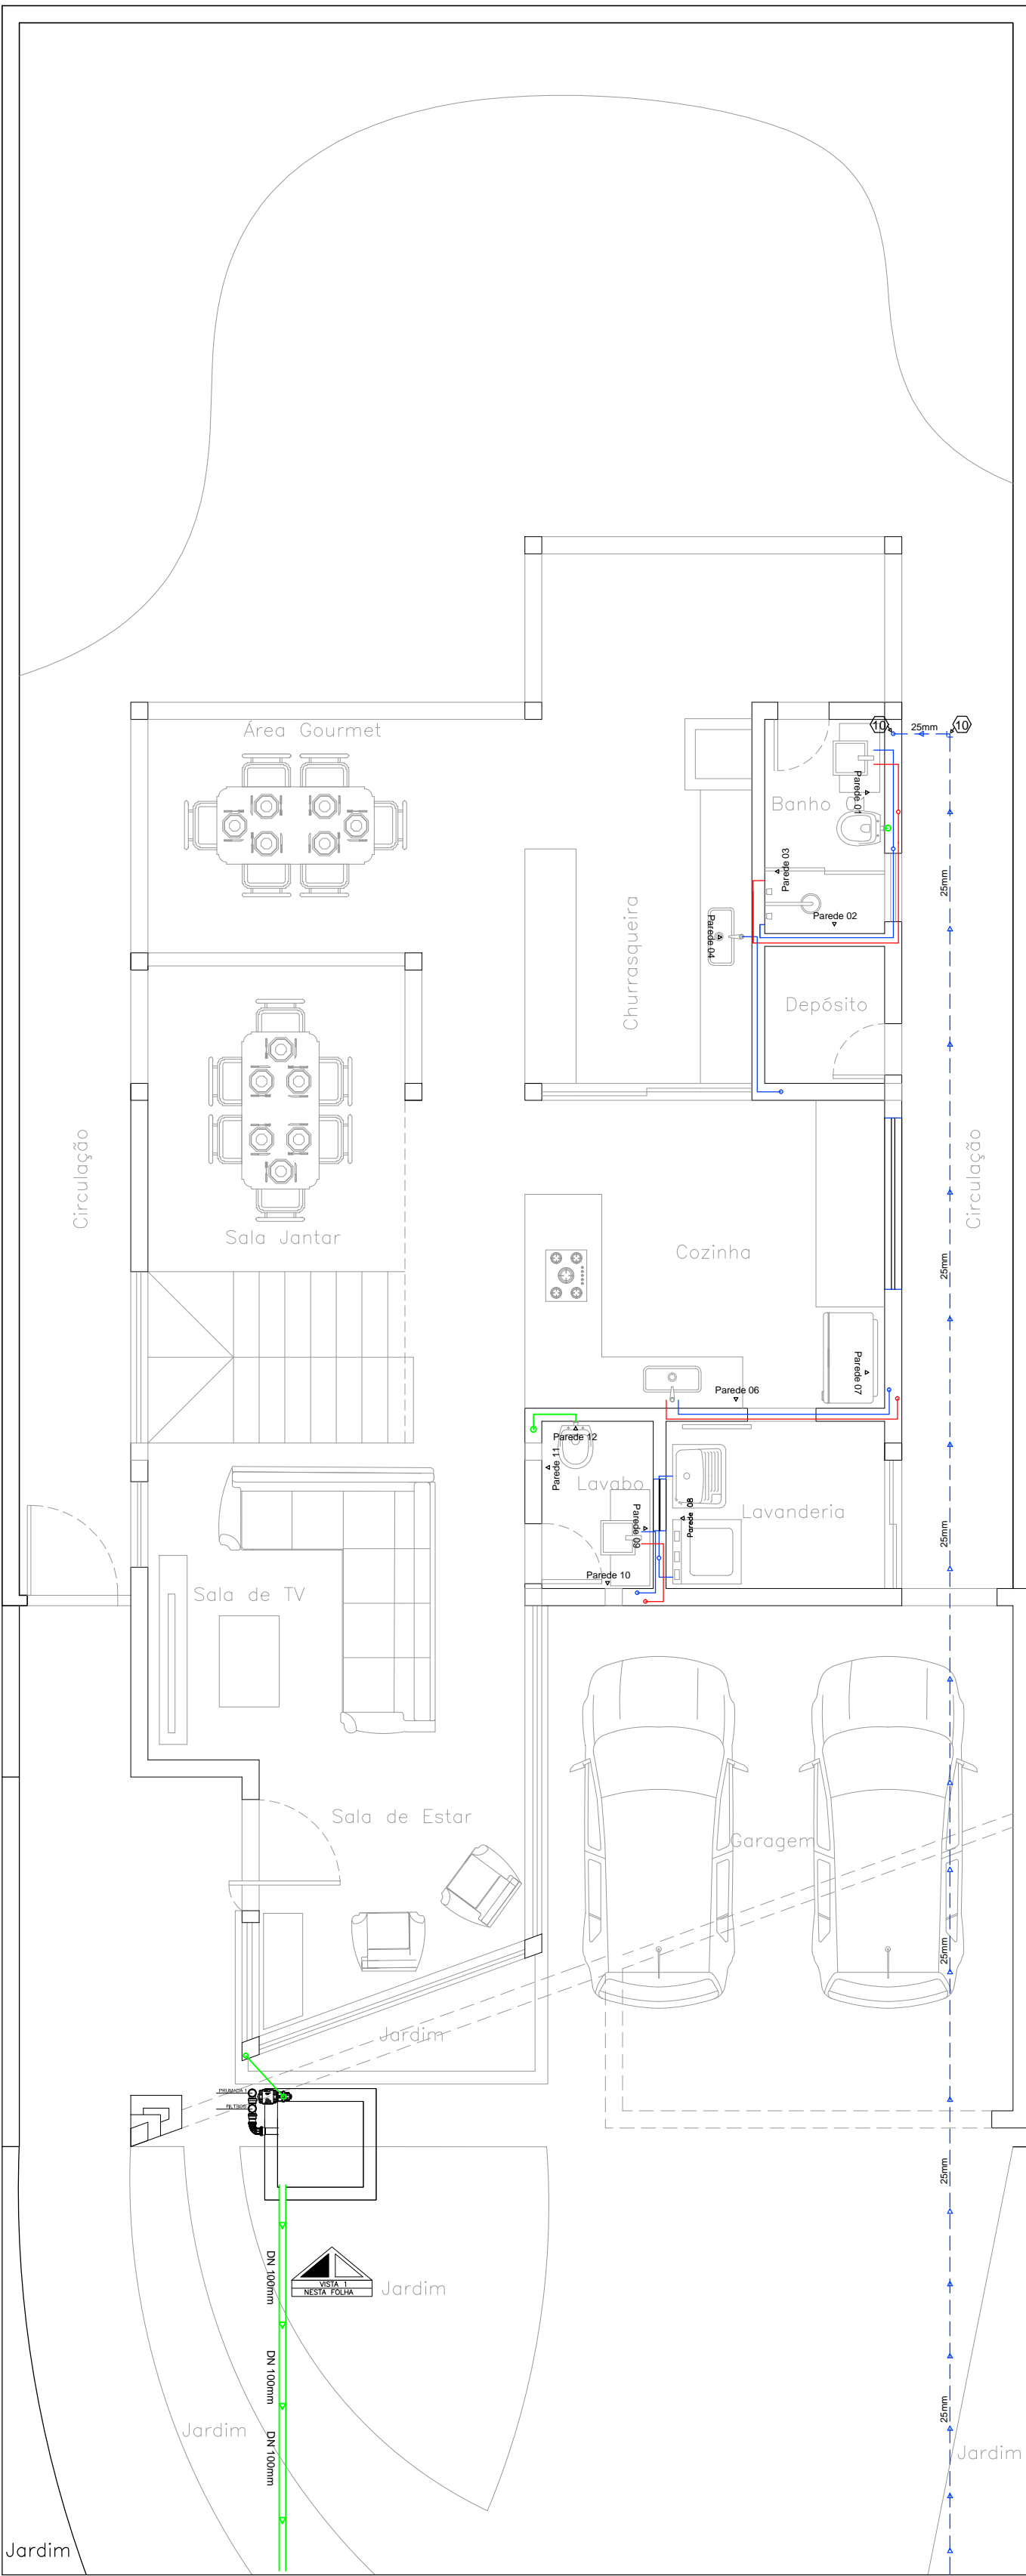 Área Gourmet
10
25mm
10
Banho
Parede 01
Parede 03
Parede 02
25mm
Parede 04
Churrasqueira
Depósito
Circulação
Circulação
Sala Jantar
Cozinha
25mm
Parede 07
Parede 06
Parede 12
Parede 11
Lavabo
Parede 08
Lavanderia
Parede 09
25mm
Parede 10
Sala de TV
Sala de Estar
Garagem
25mm
Jardim
PRUMADA 1
FILTROS
25mm
DN 100mm
VISTA 1
NESTA FOLHA
Jardim
DN 100mm
25mm
Jardim
DN 100mm
Jardim
Jardim